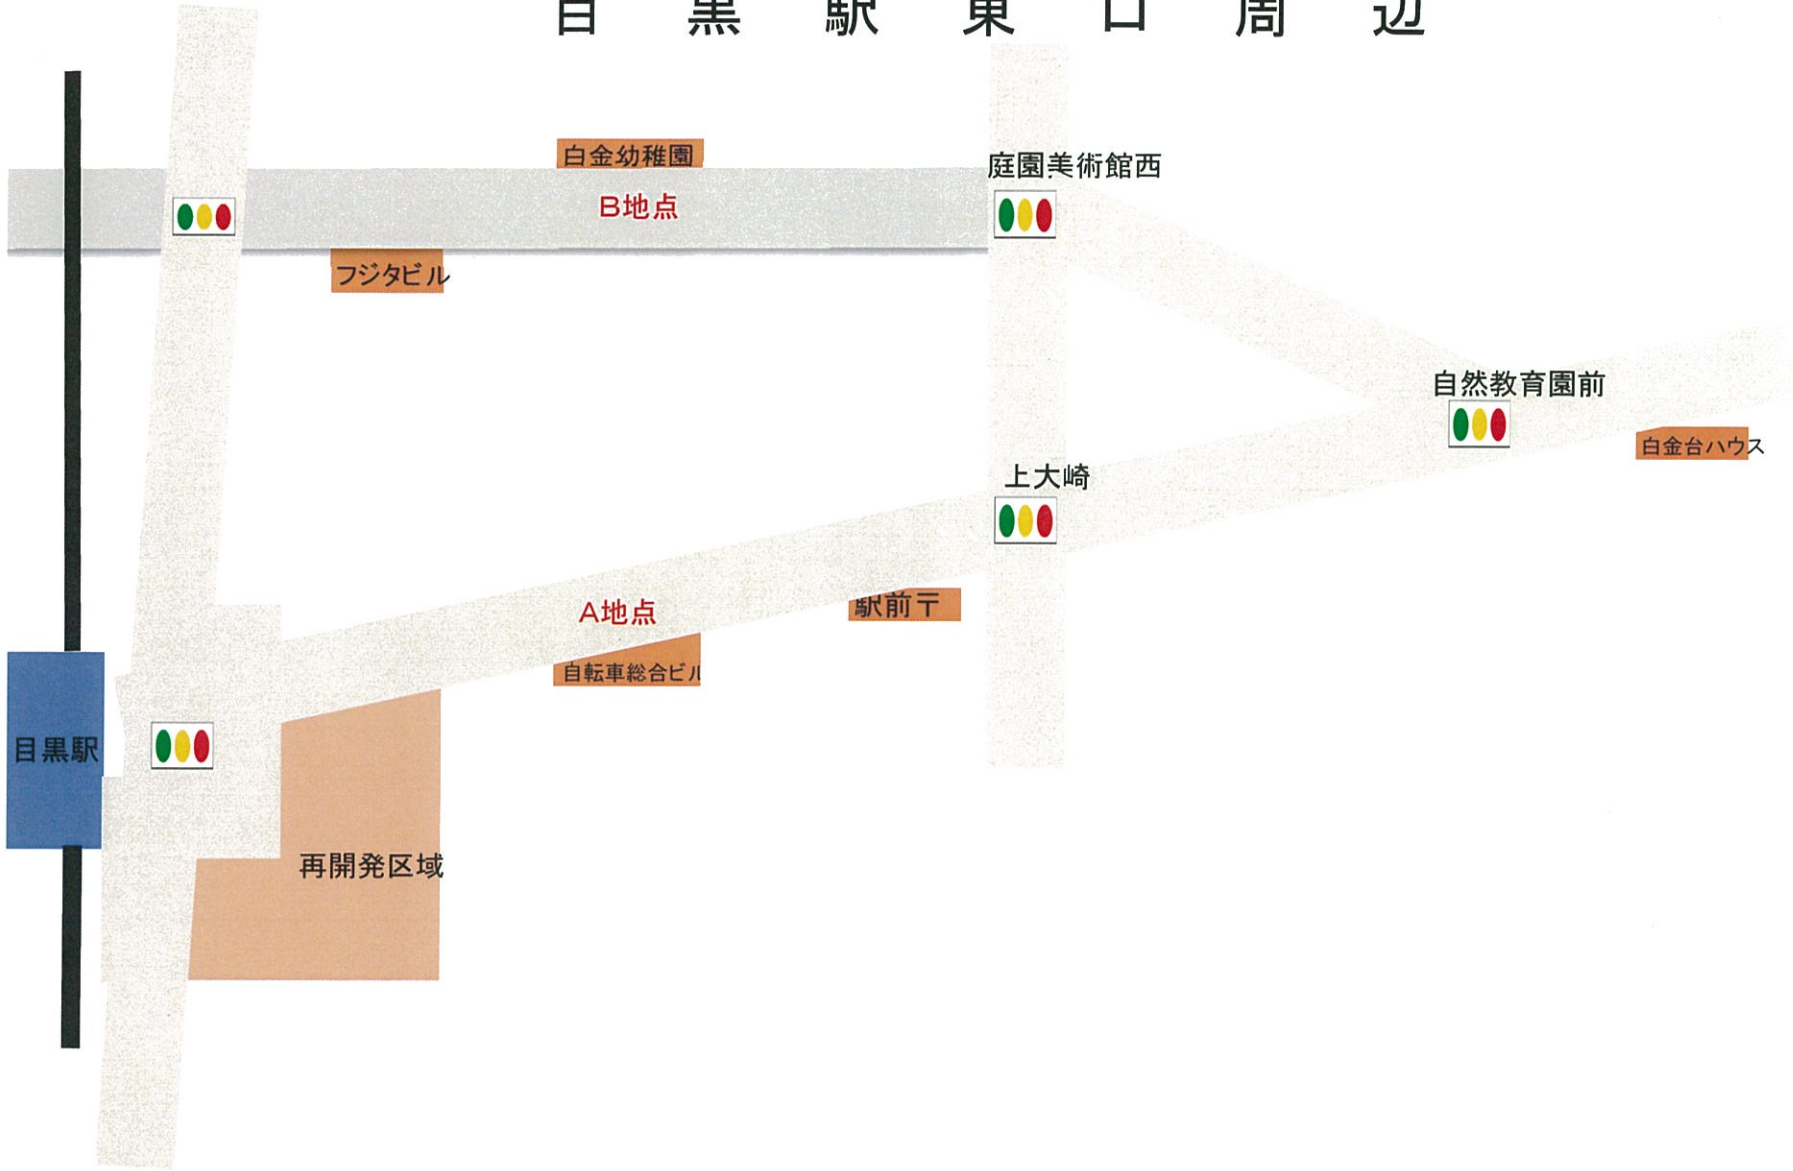 目黒駅東口周辺
白金幼稚園
庭園美術館西
B地点
フジタビル
自然教育園前
白金台ハウス
上大崎
A地点
駅前〒
自転車総合ビル
目黒駅
再開発区域